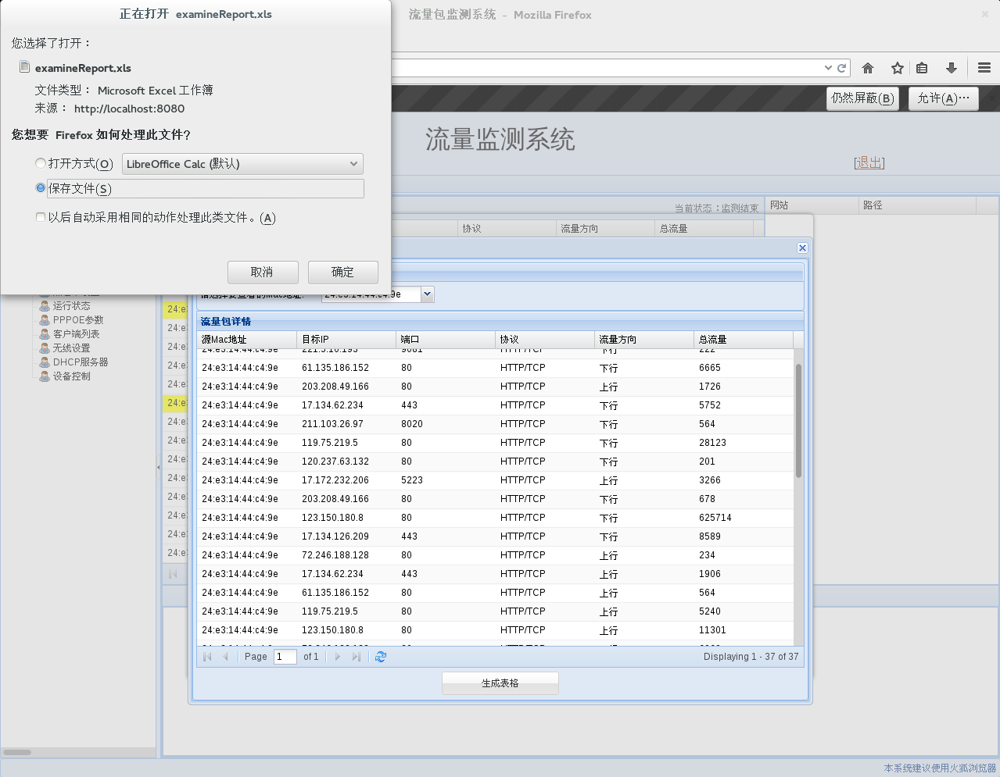 正在打开 examineReport.xls
流量包监测系统 - Mozilla Firefox
您选择了打开：
examineReport.xls
文件类型： Microsoft Excel 工作簿
来源： http://localhost:8080
您想要 Firefox 如何处理此文件?
打开方式(O) LibreOffice Calc (默认)
保存文件(S)
以后自动采用相同的动作处理此类文件。(A)
取消 确定
仍然屏蔽(B) 允许(A)…
流量监测系统
[退出]
当前状态：监测结束 网站 路径
协议 流量方向 总流量
运行状态
PPPOE参数
客户端列表
无线设置
DHCP服务器
设备控制
24:e3
24:e3
24:e3
24:e3
24:e3
24:e3
24:e3
24:e3
24:e3
24:e3
24:e3
24:e3
24:e3
24:e3
请选择要查看的Mac地址: 24:e3:14:44:c4:9e
流量包详情
源Mac地址 目标IP 端口 协议 流量方向 总流量
24:e3:14:44:c4:9e 221.5.10.193 9081 HTTP/TCP 下行 222
24:e3:14:44:c4:9e 61.135.186.152 80 HTTP/TCP 下行 6665
24:e3:14:44:c4:9e 203.208.49.166 80 HTTP/TCP 上行 1726
24:e3:14:44:c4:9e 17.134.62.234 443 HTTP/TCP 下行 5752
24:e3:14:44:c4:9e 211.103.26.97 8020 HTTP/TCP 下行 564
24:e3:14:44:c4:9e 119.75.219.5 80 HTTP/TCP 下行 28123
24:e3:14:44:c4:9e 120.237.63.132 80 HTTP/TCP 下行 201
24:e3:14:44:c4:9e 17.172.232.206 5223 HTTP/TCP 上行 3266
24:e3:14:44:c4:9e 203.208.49.166 80 HTTP/TCP 下行 678
24:e3:14:44:c4:9e 123.150.180.8 80 HTTP/TCP 下行 625714
24:e3:14:44:c4:9e 17.134.126.209 443 HTTP/TCP 下行 8589
24:e3:14:44:c4:9e 72.246.188.128 80 HTTP/TCP 上行 234
24:e3:14:44:c4:9e 17.134.62.234 443 HTTP/TCP 上行 1906
24:e3:14:44:c4:9e 61.135.186.152 80 HTTP/TCP 上行 564
24:e3:14:44:c4:9e 119.75.219.5 80 HTTP/TCP 上行 5240
24:e3:14:44:c4:9e 123.150.180.8 80 HTTP/TCP 上行 11301
Page 1 of 1 Displaying 1 - 37 of 37
生成表格
本系统建议使用火狐浏览器